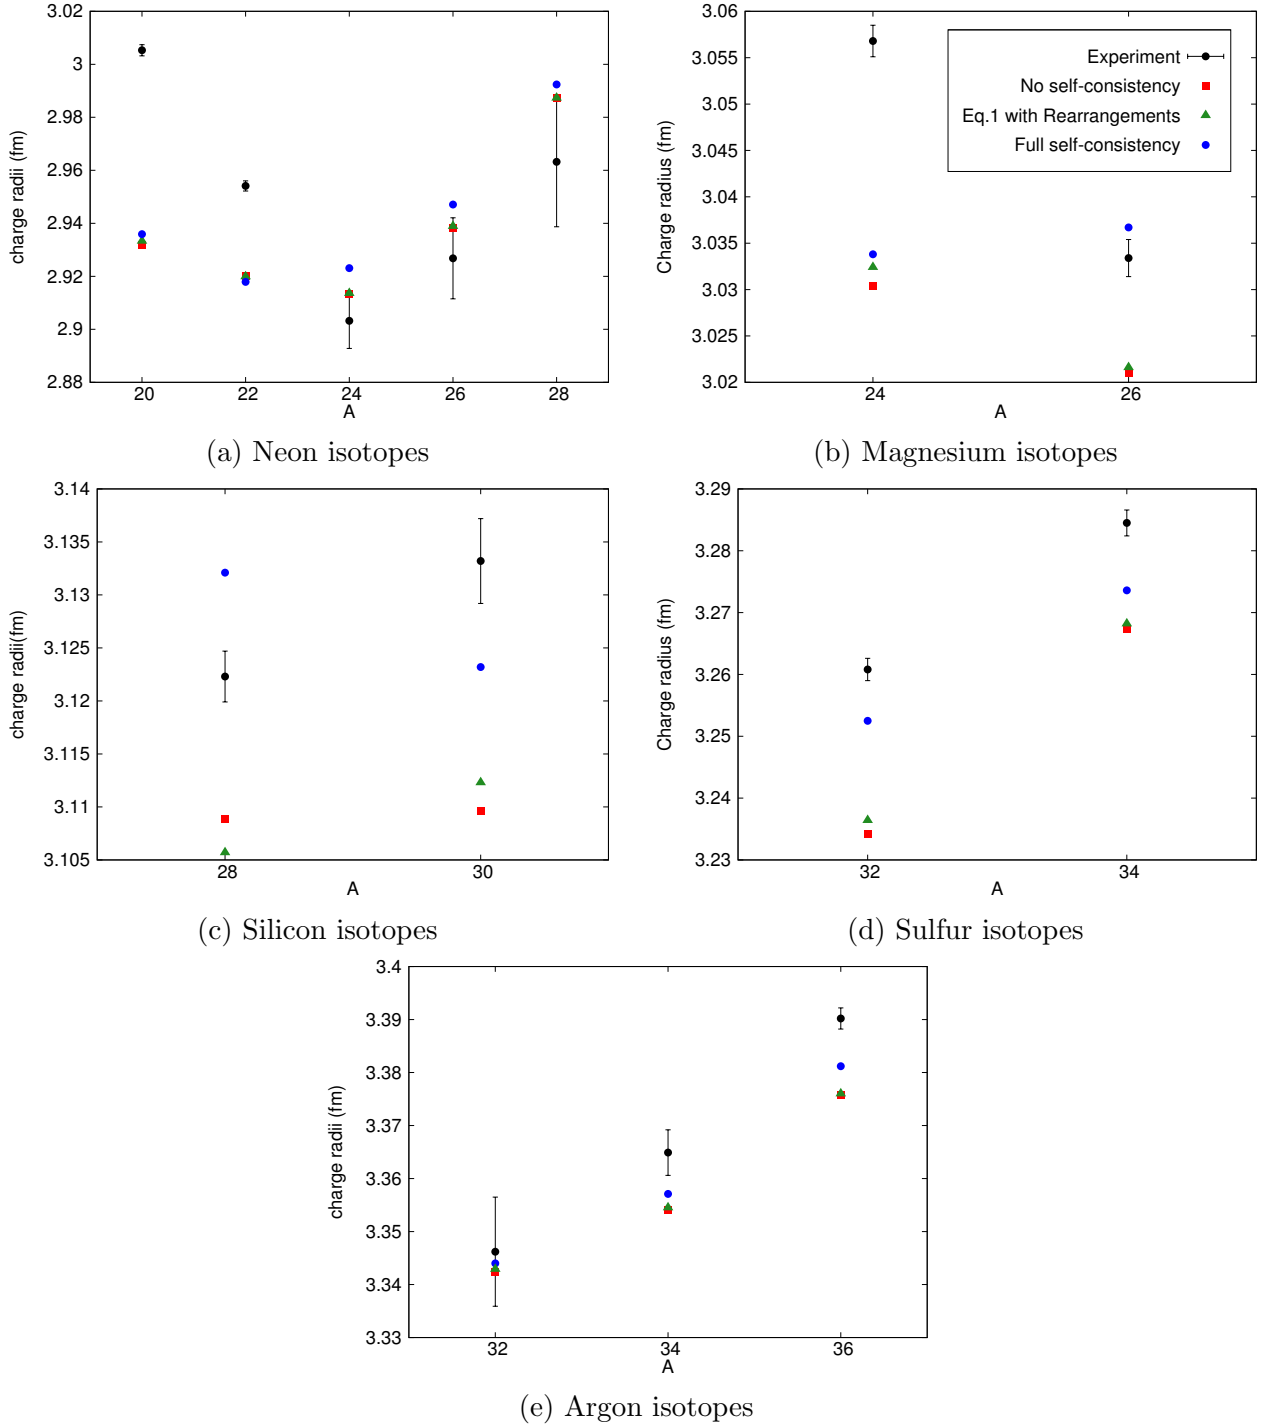 3.02
3
2.98
2.96
2.94
2.92
2.9
2.88
20 22 24 26 28
A
charge radii (fm)
(a) Neon isotopes
3.06
3.055
3.05
3.045
3.04
3.035
3.03
3.025
3.02
24 26
A
Charge radius (fm)
Experiment
No self-consistency
Eq.1 with Rearrangements
Full self-consistency
(b) Magnesium isotopes
3.14
3.135
3.13
3.125
3.12
3.115
3.11
3.105
28 30
A
charge radii(fm)
(c) Silicon isotopes
3.29
3.28
3.27
3.26
3.25
3.24
3.23
32 34
A
Charge radius (fm)
(d) Sulfur isotopes
3.4
3.39
3.38
3.37
3.36
3.35
3.34
3.33
32 34 36
A
charge radii (fm)
(e) Argon isotopes